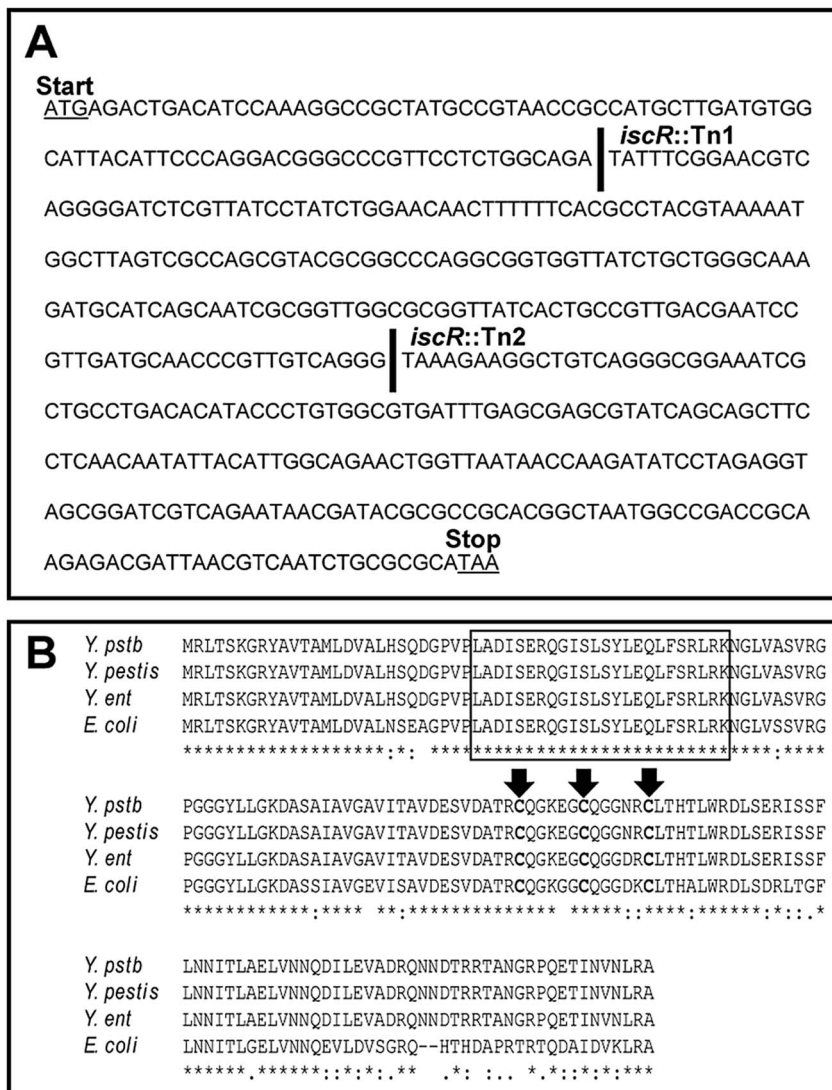 A
Start
ATGAGACTGACATCCAAAGGCCGCTATGCCGTAACCGCCATGCTTGATGTGG
iscR::Tn1
CATTACATTCCCAGGACGGGCCCGTTCCTCTGGCAGA TATTTCGGAACGTC
AGGGGATCTCGTTATCCTATCTGGAACAACTTTTTTCACGCCTACGTAAAAAT
GGCTTAGTCGCCAGCGTACGCGGCCCAGGCGGTGGTTATCTGCTGGGCAAA
GATGCATCAGCAATCGCGGTTGGCGCGGTTATCACTGCCGTTGACGAATCC
iscR::Tn2
GTTGATGCAACCCGTTGTCAGGG TAAAGAAGGCTGTCAGGGCGGAAATCG
CTGCCTGACACATACCCTGTGGCGTGATTTGAGCGAGCGTATCAGCAGCTTC
CTCAACAATATTACATTGGCAGAACTGGTTAATAACCAAGATATCCTAGAGGT
AGCGGATCGTCAGAATAACGATACGCGCCGCACGGCTAATGGCCGACCGCA
Stop
AGAGACGATTAACGTCAATCTGCGCGCATAA
B
Y. pstb MRLTSKGRYAVTAMLDVALHSQDGPVPLADISERQGISLSYLEQLFSRLRKNGLVASVRG
Y. pestis MRLTSKGRYAVTAMLDVALHSQDGPVPLADISERQGISLSYLEQLFSRLRKNGLVASVRG
Y. ent MRLTSKGRYAVTAMLDVALHSQDGPVPLADISERQGISLSYLEQLFSRLRKNGLVASVRG
E. coli MRLTSKGRYAVTAMLDVALNSEAGPVPLADISERQGISLSYLEQLFSRLRKNGLVSSVRG
*******************:*: ********************************:****
Y. pstb PGGGYLLGKDASAIAVGAVITAVDESVDATRCQGKEGCQGGNRCLTHTLWRDLSERISSF
Y. pestis PGGGYLLGKDASAIAVGAVITAVDESVDATRCQGKEGCQGGNRCLTHTLWRDLSERISSF
Y. ent PGGGYLLGKDASAIAVGAVITAVDESVDATRCQGKEGCQGGDRCLTHTLWRDLSERISSF
E. coli PGGGYLLGKDASSIAVGEVISAVDESVDATRCQGKGGCQGGDKCLTHALWRDLSDRLTGF
************:**** **:************** *****::****:******:*::.*
Y. pstb LNNITLAELVNNQDILEVADRQNNDTRRTANGRPQETINVNLRA
Y. pestis LNNITLAELVNNQDILEVADRQNNDTRRTANGRPQETINVNLRA
Y. ent LNNITLAELVNNQDILEVADRQNNDTRRTANGRPQETINVNLRA
E. coli LNNITLGELVNNQEVLDVSGRQ--HTHDAPRTRTQDAIDVKLRA
******.******::*:*:.** .*: :.. *.*::*:*:***